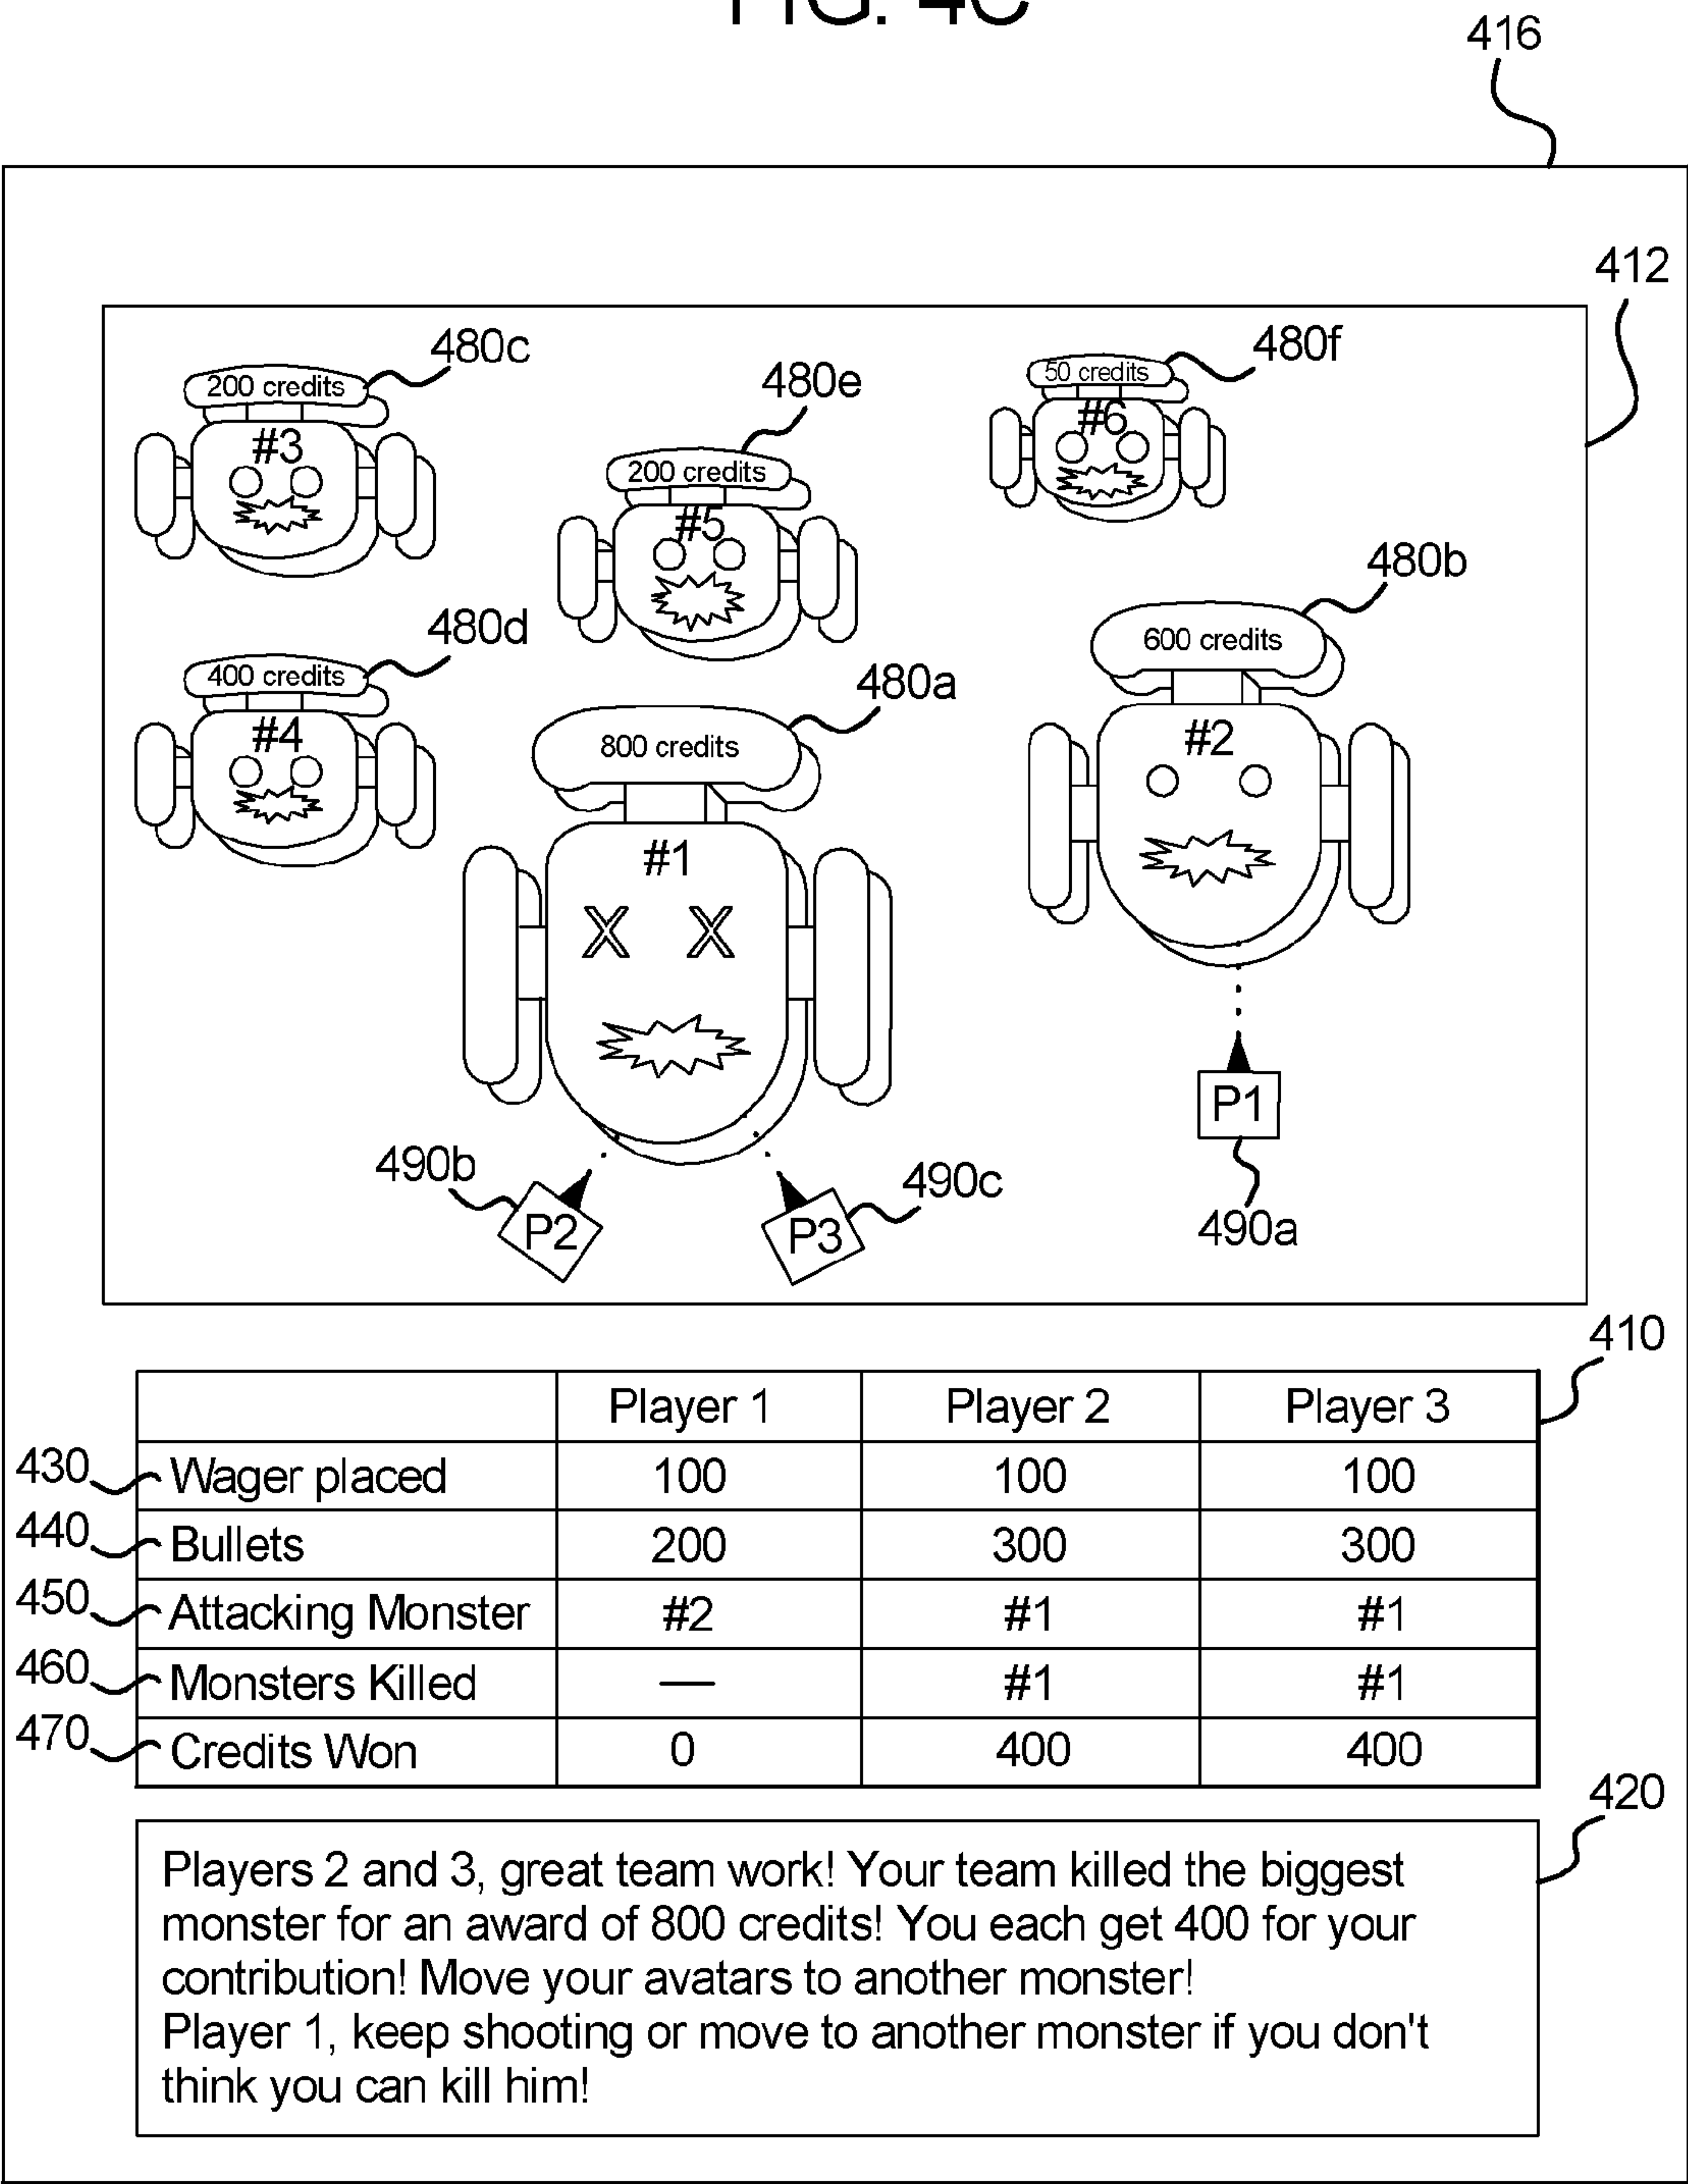 FIG. 4C
416
412
480c
200 credits
#3
480e
200 credits
#5
480f
50 credits
#6
480b
600 credits
#2
480d
400 credits
#4
480a
800 credits
#1
X X
P1
490a
490b
P2
P3
490c
410
Player 1 Player 2 Player 3
430 Wager placed 100 100 100
440 Bullets 200 300 300
450 Attacking Monster #2 #1 #1
460 Monsters Killed — #1 #1
470 Credits Won 0 400 400
420
Players 2 and 3, great team work! Your team killed the biggest
monster for an award of 800 credits! You each get 400 for your
contribution! Move your avatars to another monster!
Player 1, keep shooting or move to another monster if you don't
think you can kill him!